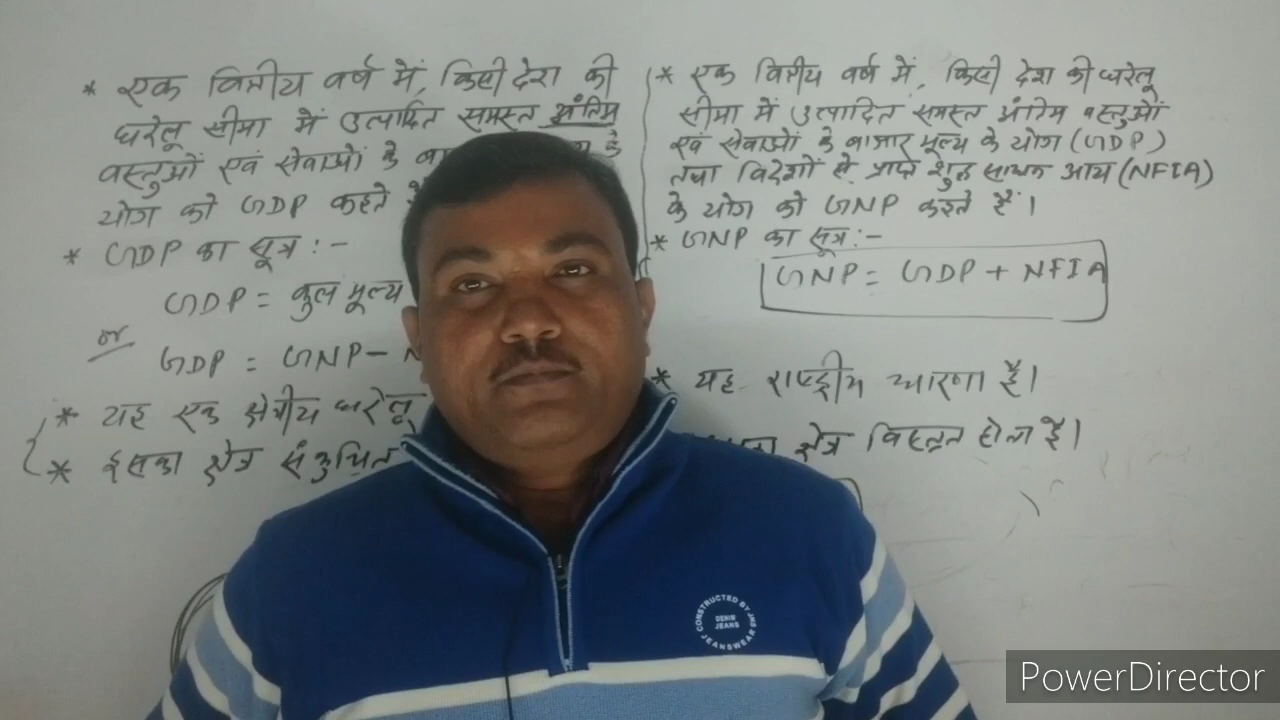 * एक वित्तीय वर्ष में, किसी देश की
घरेलू सीमा में उत्पादित समस्त अंतिम
वस्तुओं एवं सेवाओं के
योग को GDP कहते
* GDP का सूत्र :-
GDP = कुल मूल्य
or
GDP = GNP -
* यह एक क्षेत्रीय घरेलू
* इसका क्षेत्र संकुचित
* एक वित्तीय वर्ष में, किसी देश की घरेलू
सीमा में उत्पादित समस्त अंतिम वस्तुओं
एवं सेवाओं के बाजार मूल्य के योग (GDP)
तथा विदेशों से प्राप्त शुद्ध साधन आय (NFIA)
के योग को GNP कहते हैं।
* GNP का सूत्र :-
GNP = GDP + NFIA
* यह राष्ट्रीय धारणा है।
क्षेत्र विस्तृत होता है।
CONSTRUCTED BY JNS
DENIM
JEANS
JEANSWEAR
PowerDirector